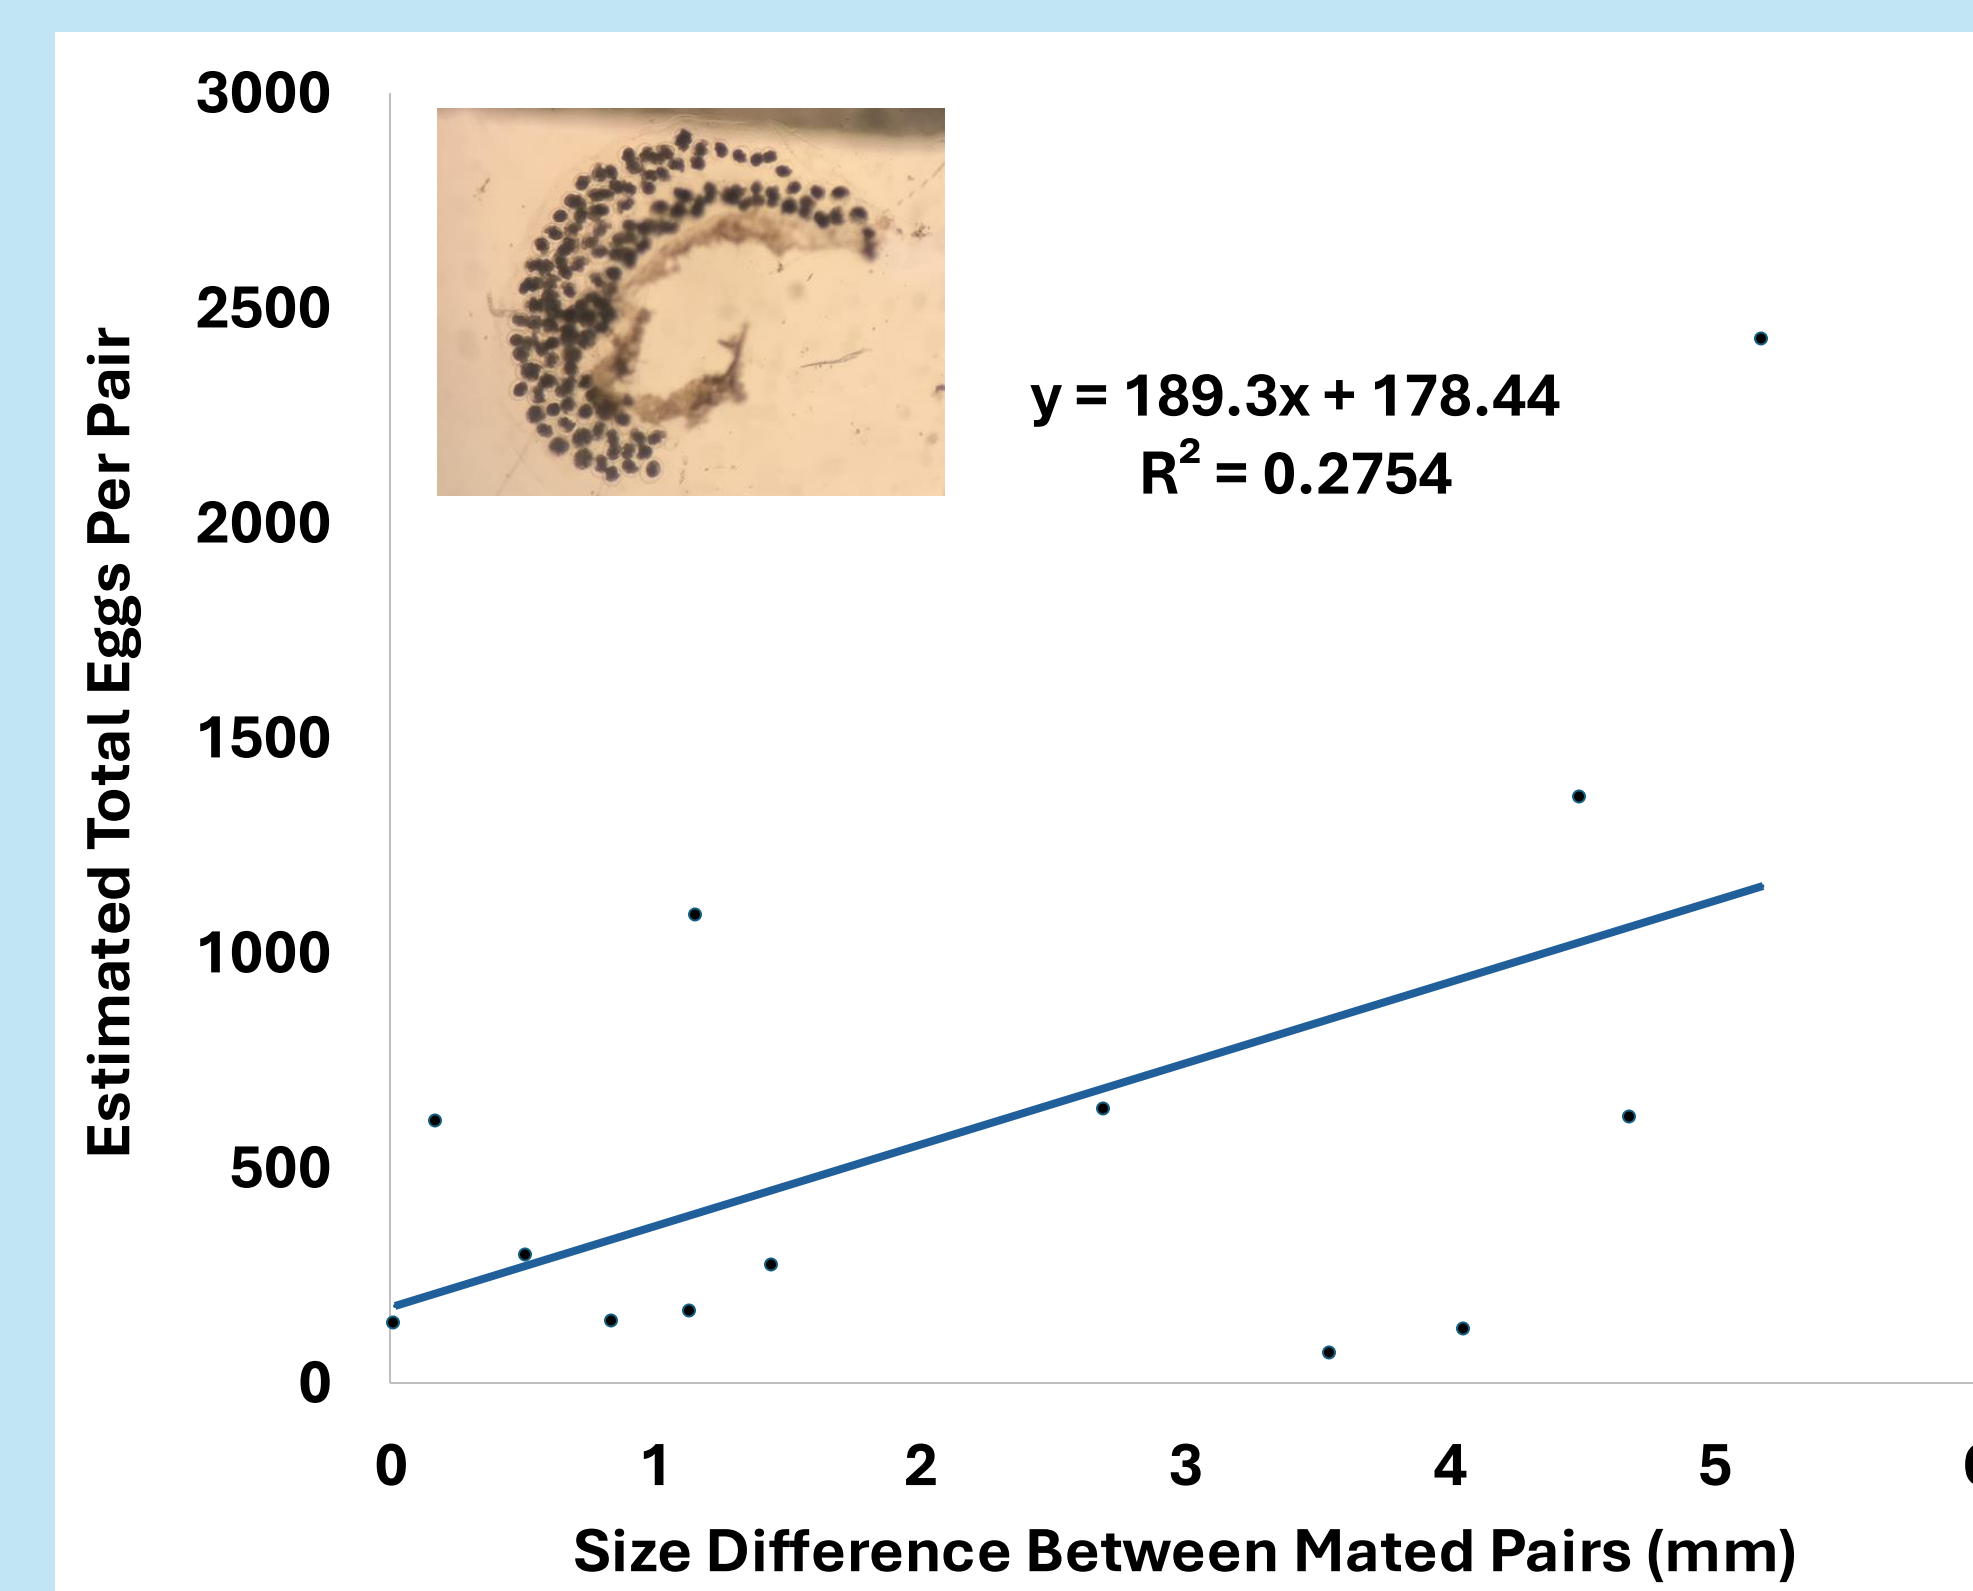 3000
2500
2000
1500
1000
500
0
Estimated Total Eggs Per Pair
y = 189.3x + 178.44
R² = 0.2754
0 1 2 3 4 5
Size Difference Between Mated Pairs (mm)